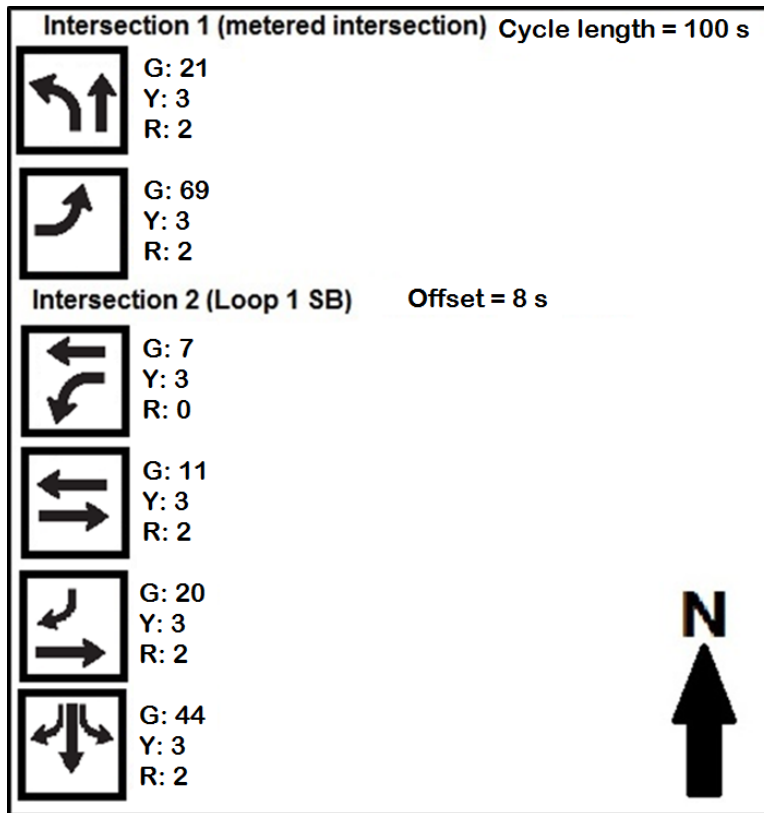 Intersection 1 (metered intersection) Cycle length = 100 s
G: 21
Y: 3
R: 2
G: 69
Y: 3
R: 2
Intersection 2 (Loop 1 SB) Offset = 8 s
G: 7
Y: 3
R: 0
G: 11
Y: 3
R: 2
G: 20
Y: 3
R: 2
G: 44
Y: 3
R: 2
N